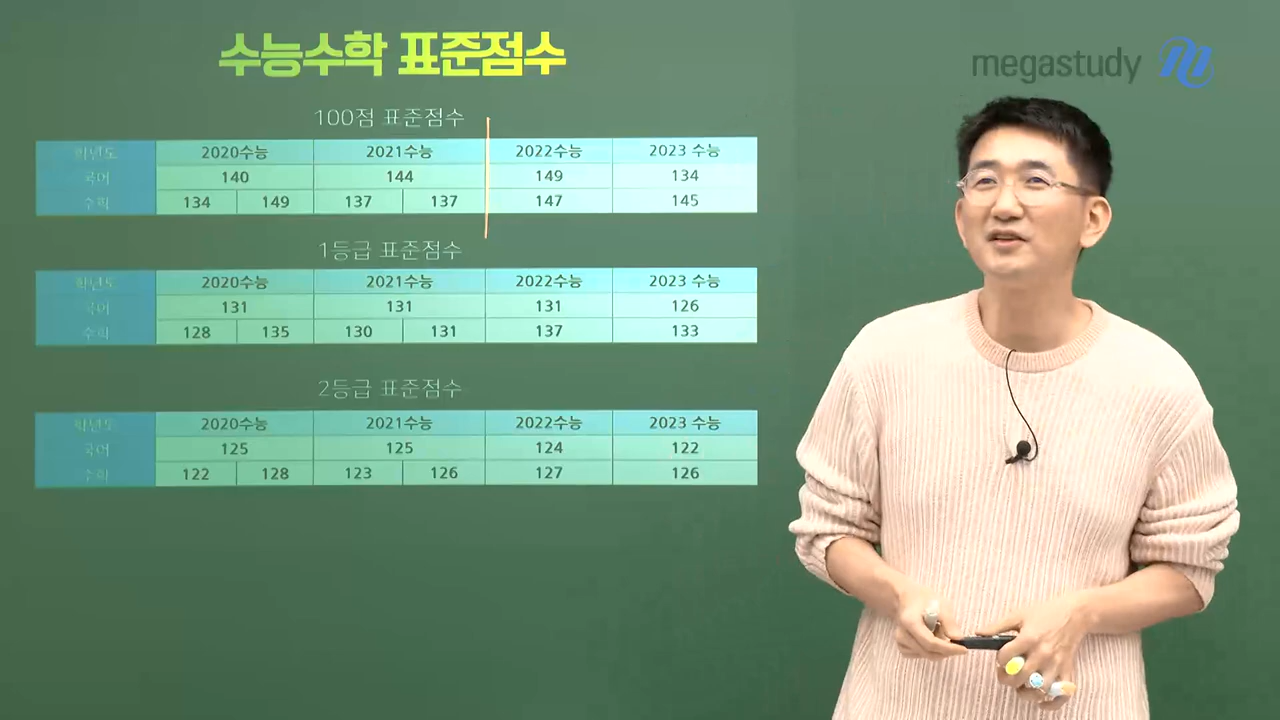 수능수학 표준점수
megastudy
100점 표준점수
학년도 2020수능 2021수능 2022수능 2023 수능
국어 140 144 149 134
수학 134 149 137 137 147 145
1등급 표준점수
학년도 2020수능 2021수능 2022수능 2023 수능
국어 131 131 131 126
수학 128 135 130 131 137 133
2등급 표준점수
학년도 2020수능 2021수능 2022수능 2023 수능
국어 125 125 124 122
수학 122 128 123 126 127 126